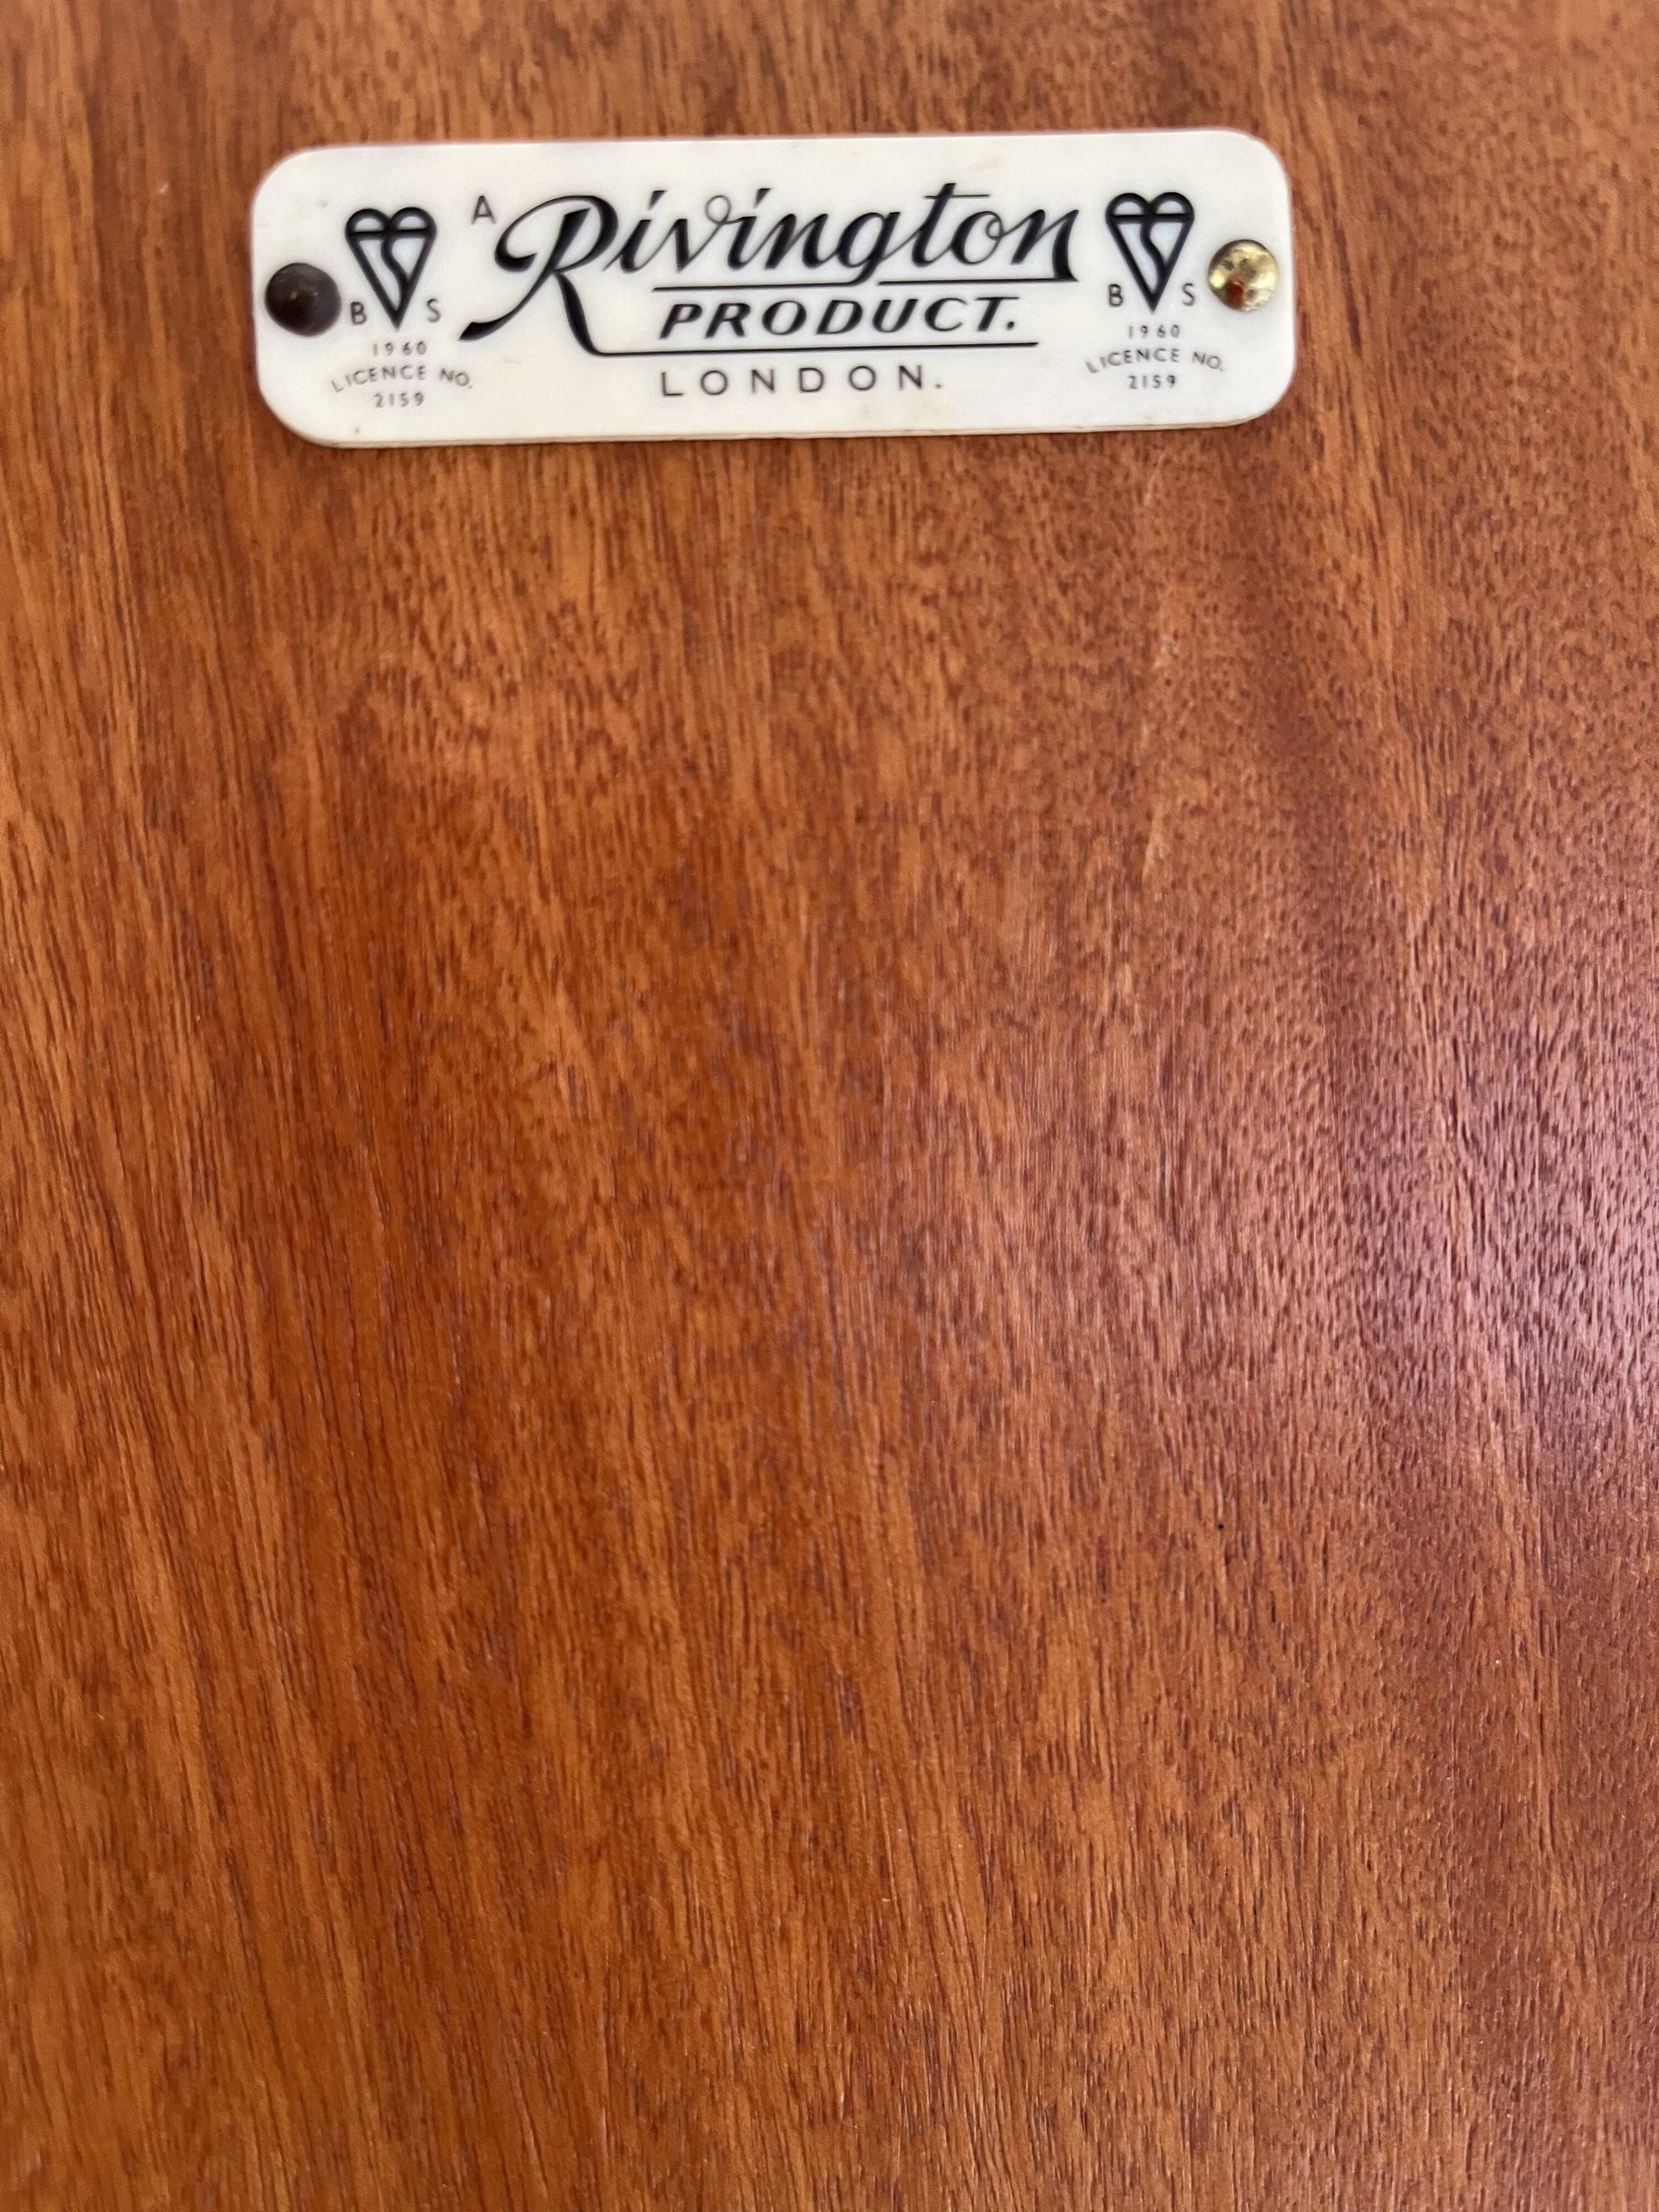 A Rivington
PRODUCT.
LONDON.
B S
1960
LICENCE NO.
2159
B S
1960
LICENCE NO.
2159